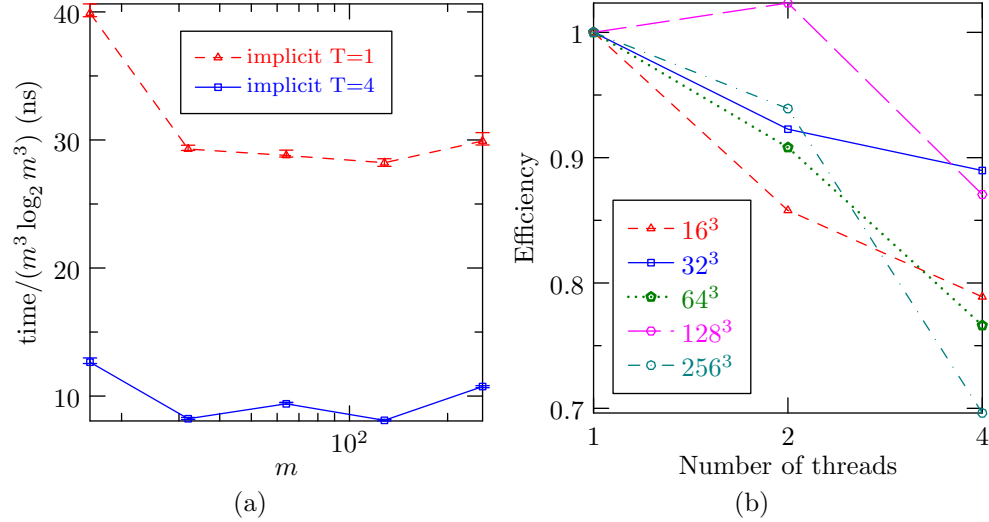 40
30
20
10
time/(m³ log₂ m³) (ns)
implicit T=1
implicit T=4
10²
m
(a)
1
0.9
0.8
0.7
Efficiency
16³
32³
64³
128³
256³
1
2
4
Number of threads
(b)